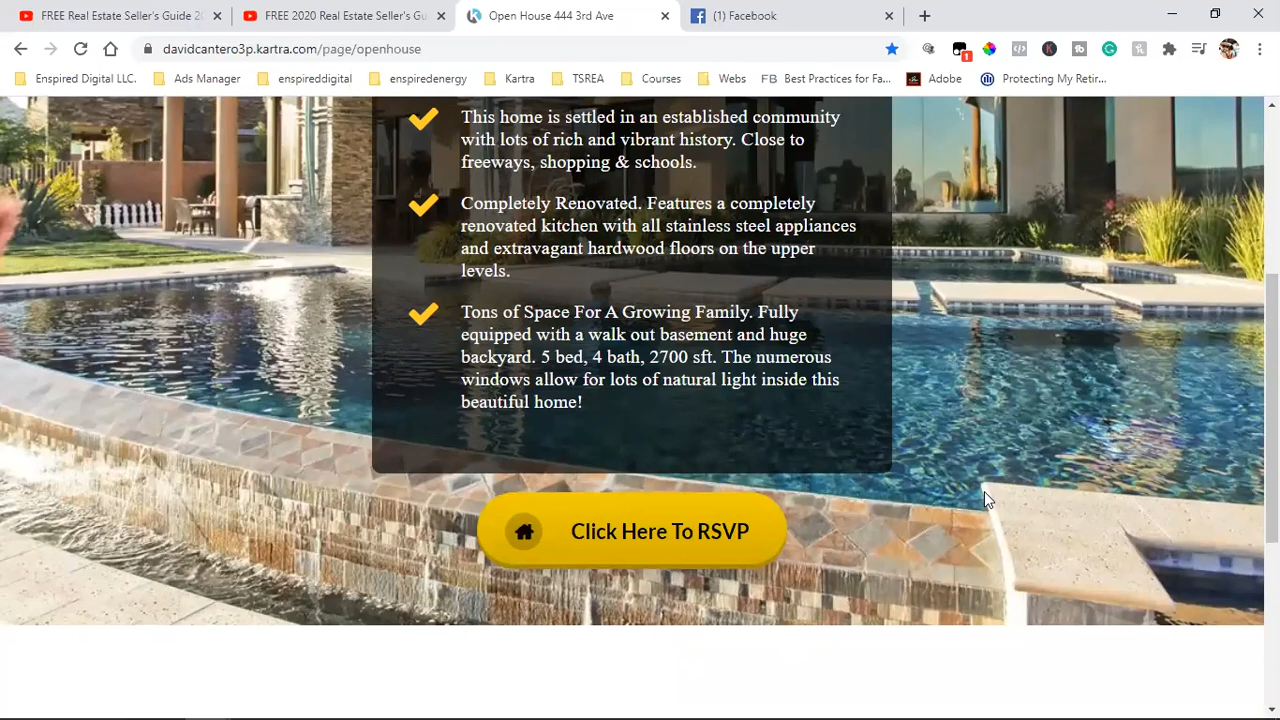 FREE Real Estate Seller's Guide 20
FREE 2020 Real Estate Seller's Gu
Open House 444 3rd Ave
(1) Facebook
davidcantero3p.kartra.com/page/openhouse
1
Enspired Digital LLC.
Ads Manager
enspireddigital
enspiredenergy
Kartra
TSREA
Courses
Webs
FB Best Practices for Fa...
Adobe
Protecting My Retir...
This home is settled in an established community
with lots of rich and vibrant history. Close to
freeways, shopping & schools.
Completely Renovated. Features a completely
renovated kitchen with all stainless steel appliances
and extravagant hardwood floors on the upper
levels.
Tons of Space For A Growing Family. Fully
equipped with a walk out basement and huge
backyard. 5 bed, 4 bath, 2700 sft. The numerous
windows allow for lots of natural light inside this
beautiful home!
Click Here To RSVP